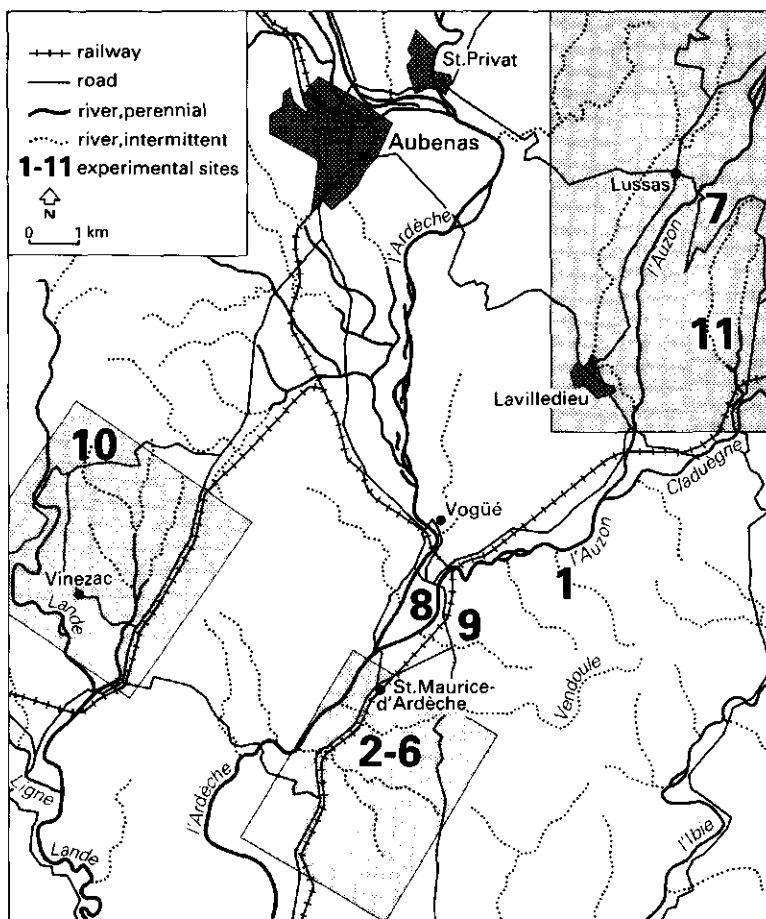 railway
road
river,perennial
river,intermittent
1-11 experimental sites
N
0 1 km
St.Privat
Aubenas
l'Ardèche
Lussas
7
l'Auzon
11
Lavilledieu
Claduègne
10
Vogüé
l'Auzon
Vinezac
1
8
Lande
9
St.Maurice-
d'Ardèche
Vendoule
2-6
Ligne
l'Ardèche
l'Ibie
Lande